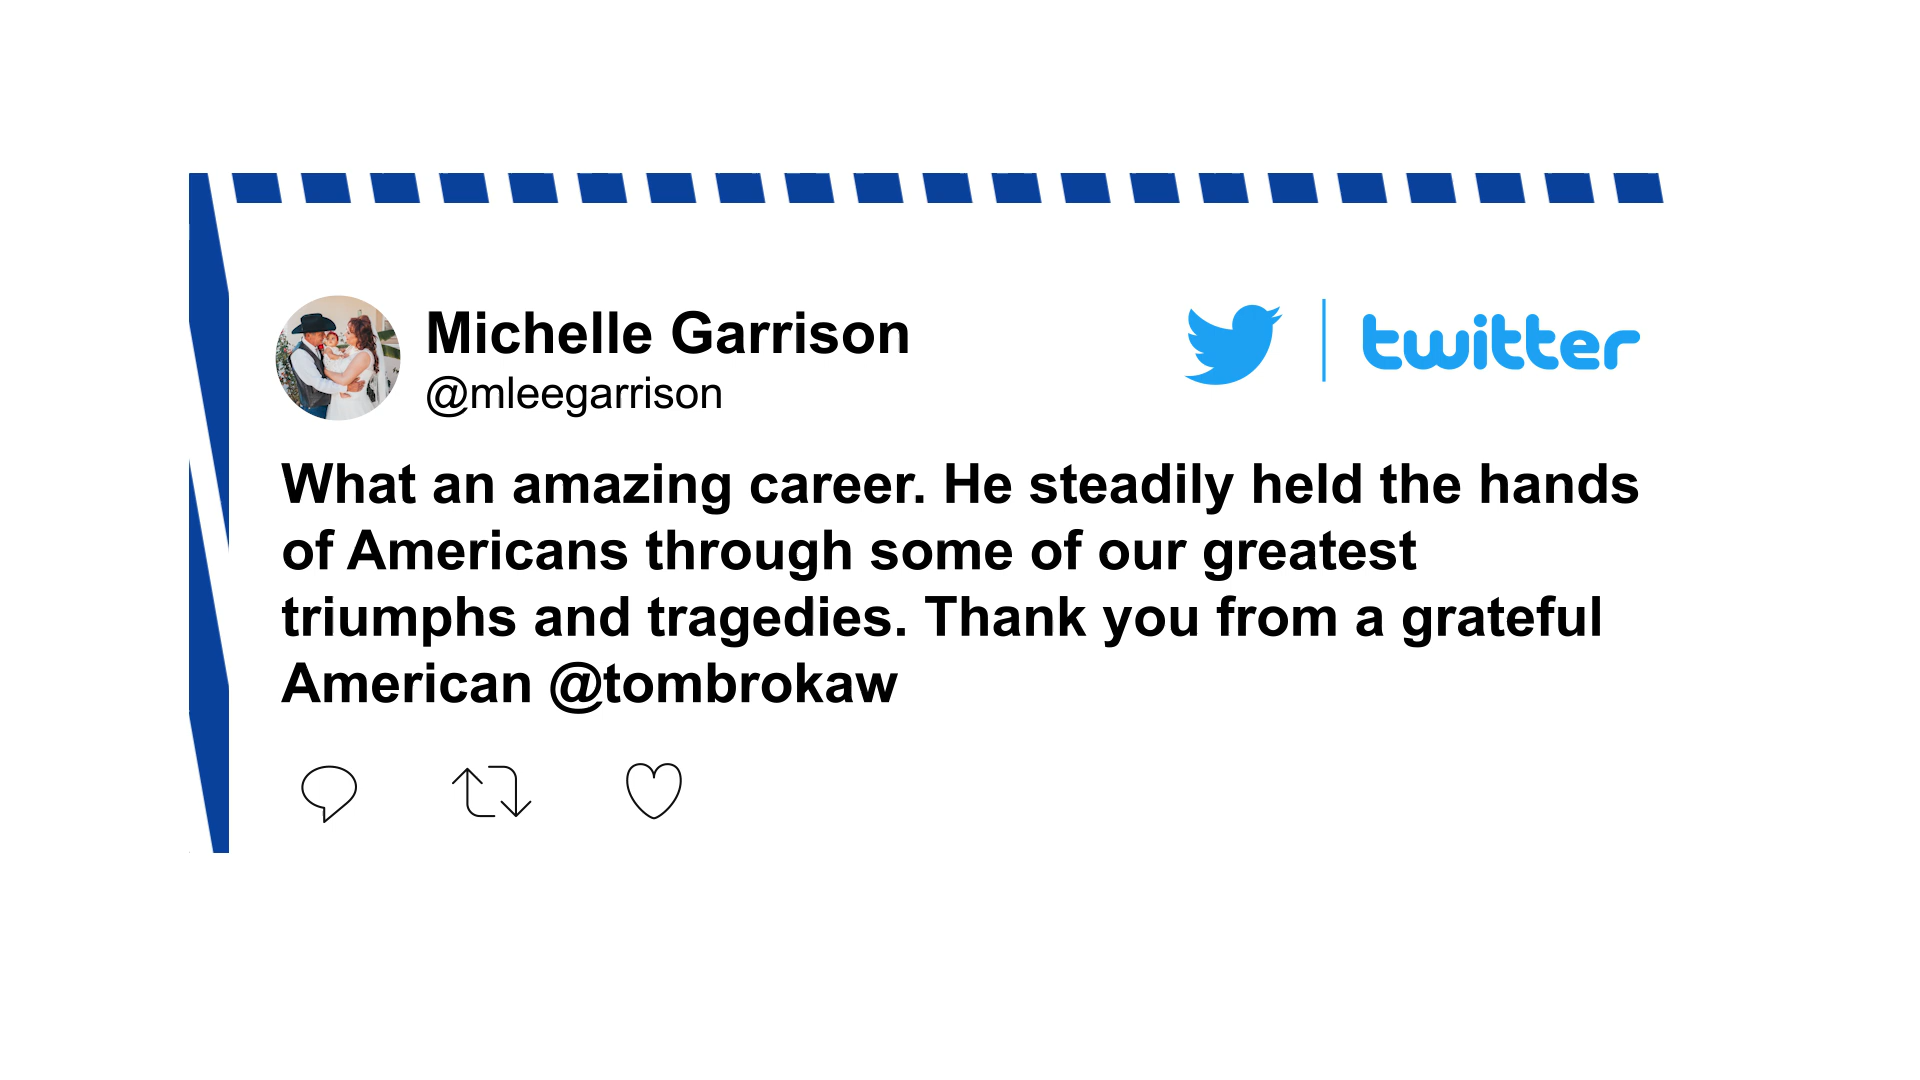 Michelle Garrison
@mleegarrison
twitter
What an amazing career. He steadily held the hands
of Americans through some of our greatest
triumphs and tragedies. Thank you from a grateful
American @tombrokaw